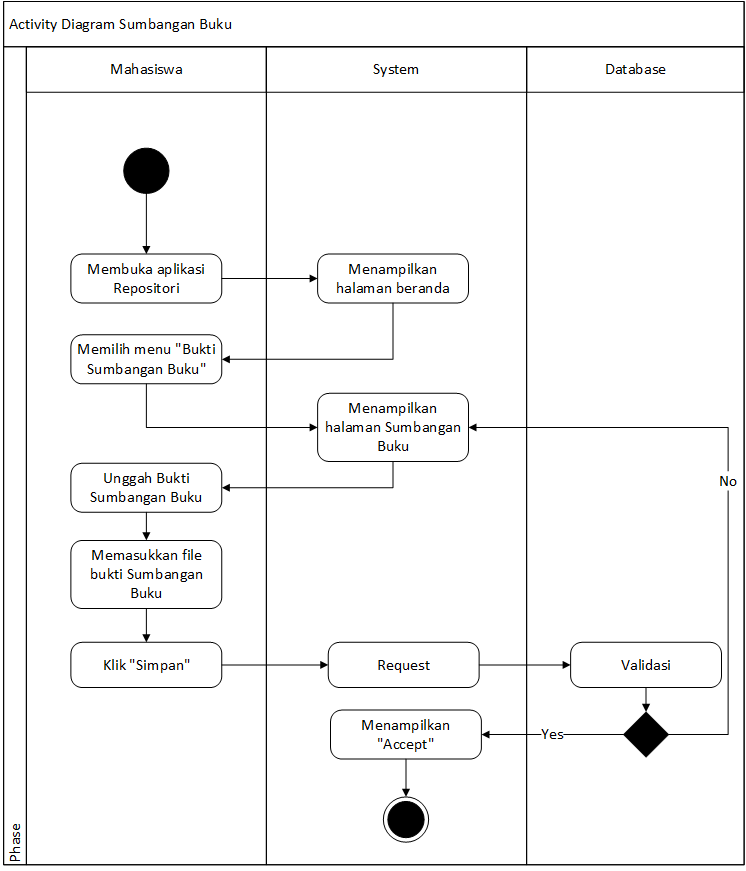 Activity Diagram Sumbangan Buku
Mahasiswa
System
Database
Membuka aplikasi
Repositori
Menampilkan
halaman beranda
Memilih menu "Bukti
Sumbangan Buku"
Menampilkan
halaman Sumbangan
Buku
Unggah Bukti
Sumbangan Buku
No
Memasukkan file
bukti Sumbangan
Buku
Klik "Simpan"
Request
Validasi
Menampilkan
"Accept"
Yes
Phase